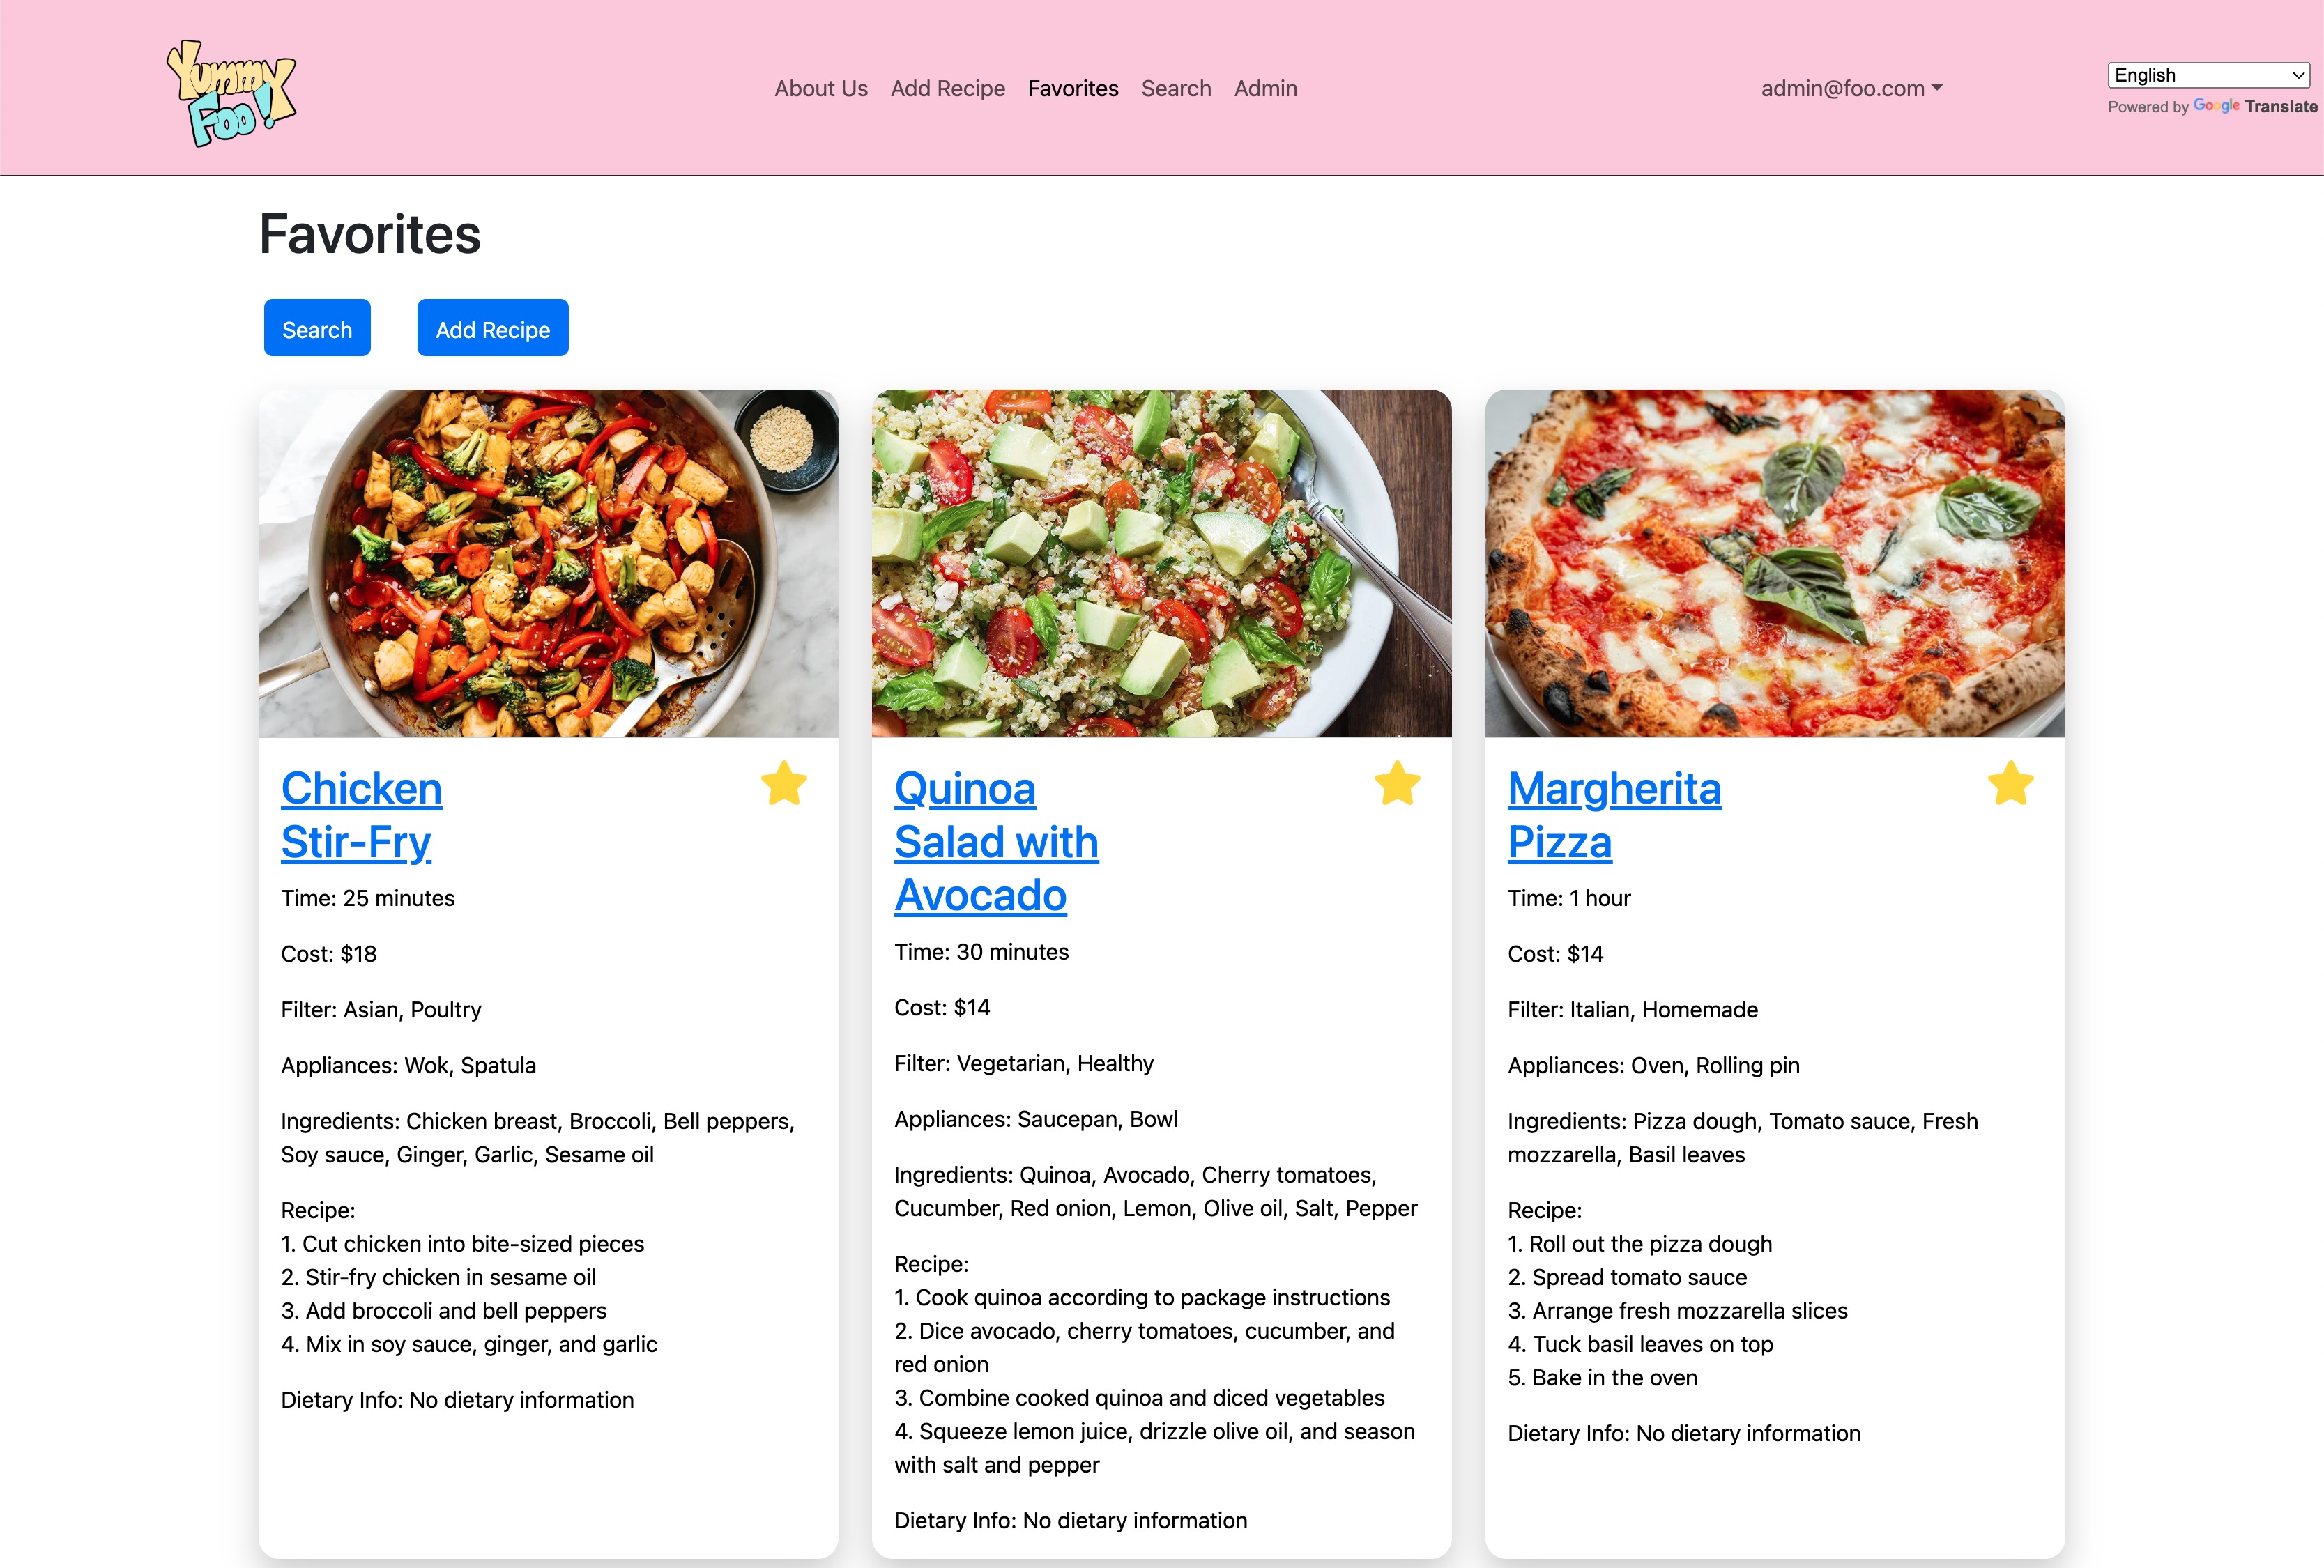 Yummy
Foo!
About Us Add Recipe Favorites Search Admin
admin@foo.com
English
Powered by Google Translate
Favorites
Search Add Recipe
Chicken
Stir-Fry
Time: 25 minutes
Cost: $18
Filter: Asian, Poultry
Appliances: Wok, Spatula
Ingredients: Chicken breast, Broccoli, Bell peppers,
Soy sauce, Ginger, Garlic, Sesame oil
Recipe:
1. Cut chicken into bite-sized pieces
2. Stir-fry chicken in sesame oil
3. Add broccoli and bell peppers
4. Mix in soy sauce, ginger, and garlic
Dietary Info: No dietary information
Quinoa
Salad with
Avocado
Time: 30 minutes
Cost: $14
Filter: Vegetarian, Healthy
Appliances: Saucepan, Bowl
Ingredients: Quinoa, Avocado, Cherry tomatoes,
Cucumber, Red onion, Lemon, Olive oil, Salt, Pepper
Recipe:
1. Cook quinoa according to package instructions
2. Dice avocado, cherry tomatoes, cucumber, and
red onion
3. Combine cooked quinoa and diced vegetables
4. Squeeze lemon juice, drizzle olive oil, and season
with salt and pepper
Dietary Info: No dietary information
Margherita
Pizza
Time: 1 hour
Cost: $14
Filter: Italian, Homemade
Appliances: Oven, Rolling pin
Ingredients: Pizza dough, Tomato sauce, Fresh
mozzarella, Basil leaves
Recipe:
1. Roll out the pizza dough
2. Spread tomato sauce
3. Arrange fresh mozzarella slices
4. Tuck basil leaves on top
5. Bake in the oven
Dietary Info: No dietary information